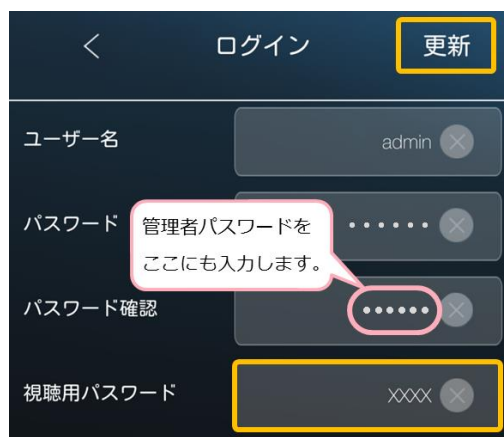 ログイン
更新
ユーザー名
admin
パスワード
••••••
管理者パスワードを
ここにも入力します。
パスワード確認
••••••
視聴用パスワード
XXXX